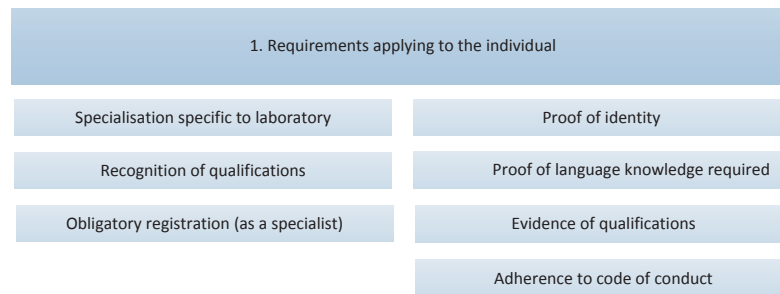 1. Requirements applying to the individual
Specialisation specific to laboratory
Recognition of qualifications
Obligatory registration (as a specialist)
Proof of identity
Proof of language knowledge required
Evidence of qualifications
Adherence to code of conduct